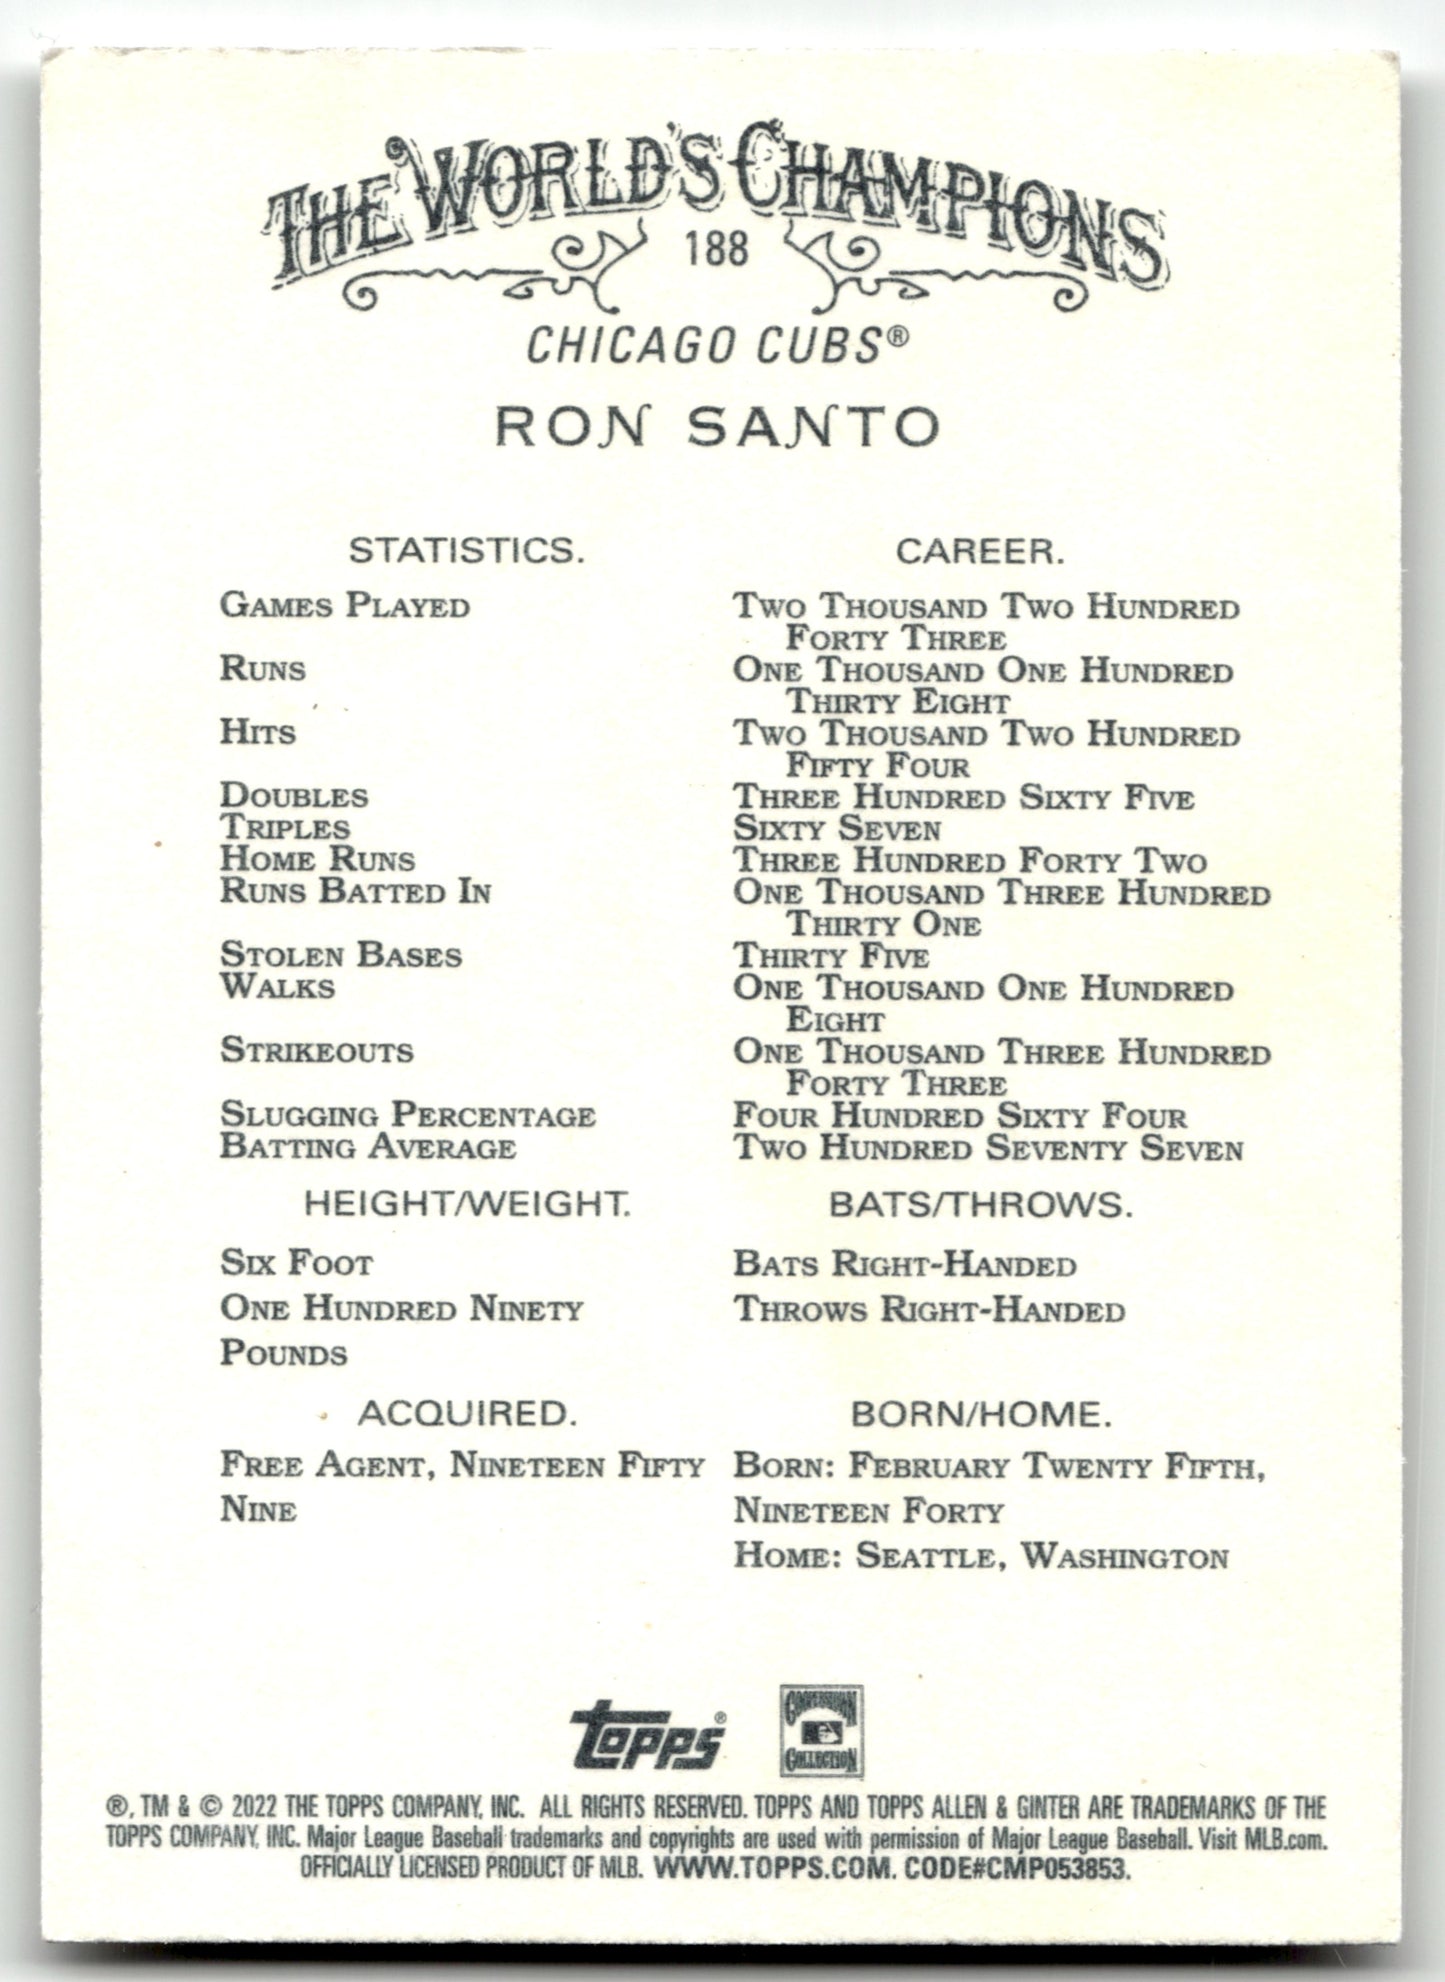 THE WORLD'S CHAMPIONS
188
CHICAGO CUBS®
RON SANTO
STATISTICS. CAREER.
GAMES PLAYED TWO THOUSAND TWO HUNDRED
FORTY THREE
RUNS ONE THOUSAND ONE HUNDRED
THIRTY EIGHT
HITS TWO THOUSAND TWO HUNDRED
FIFTY FOUR
DOUBLES THREE HUNDRED SIXTY FIVE
TRIPLES SIXTY SEVEN
HOME RUNS THREE HUNDRED FORTY TWO
RUNS BATTED IN ONE THOUSAND THREE HUNDRED
THIRTY ONE
STOLEN BASES THIRTY FIVE
WALKS ONE THOUSAND ONE HUNDRED
EIGHT
STRIKEOUTS ONE THOUSAND THREE HUNDRED
FORTY THREE
SLUGGING PERCENTAGE FOUR HUNDRED SIXTY FOUR
BATTING AVERAGE TWO HUNDRED SEVENTY SEVEN
HEIGHT/WEIGHT. BATS/THROWS.
SIX FOOT BATS RIGHT-HANDED
ONE HUNDRED NINETY THROWS RIGHT-HANDED
POUNDS
ACQUIRED. BORN/HOME.
FREE AGENT, NINETEEN FIFTY BORN: FEBRUARY TWENTY FIFTH,
NINE NINETEEN FORTY
HOME: SEATTLE, WASHINGTON
TOPPS® COOPERSTOWN
COLLECTION
®, TM & © 2022 THE TOPPS COMPANY, INC. ALL RIGHTS RESERVED. TOPPS AND TOPPS ALLEN & GINTER ARE TRADEMARKS OF THE
TOPPS COMPANY, INC. Major League Baseball trademarks and copyrights are used with permission of Major League Baseball. Visit MLB.com.
OFFICIALLY LICENSED PRODUCT OF MLB. WWW.TOPPS.COM. CODE#CMP053853.